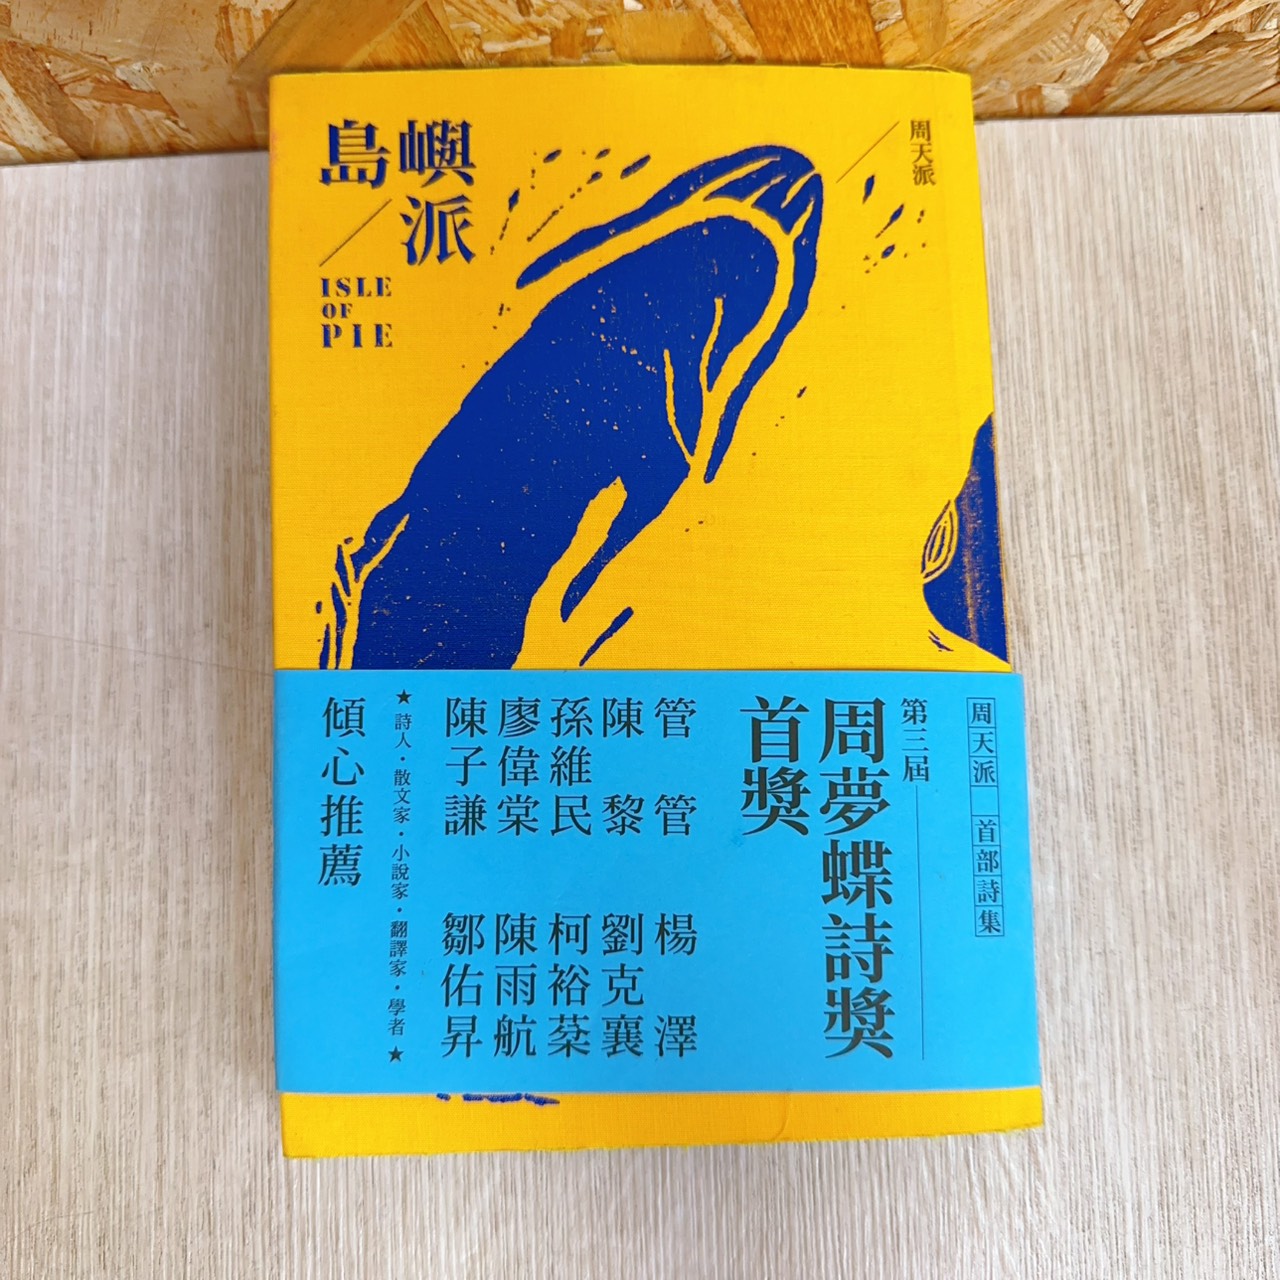 島嶼派
ISLE
OF
PIE
周天派
周天派 首部詩集
第三屆
周夢蝶詩獎
首獎
管管 楊澤
陳黎 劉克襄
孫維民 柯裕棻
廖偉棠 陳雨航
陳子謙 鄒佑昇
★詩人・散文家・小說家・翻譯家・學者★
傾心推薦